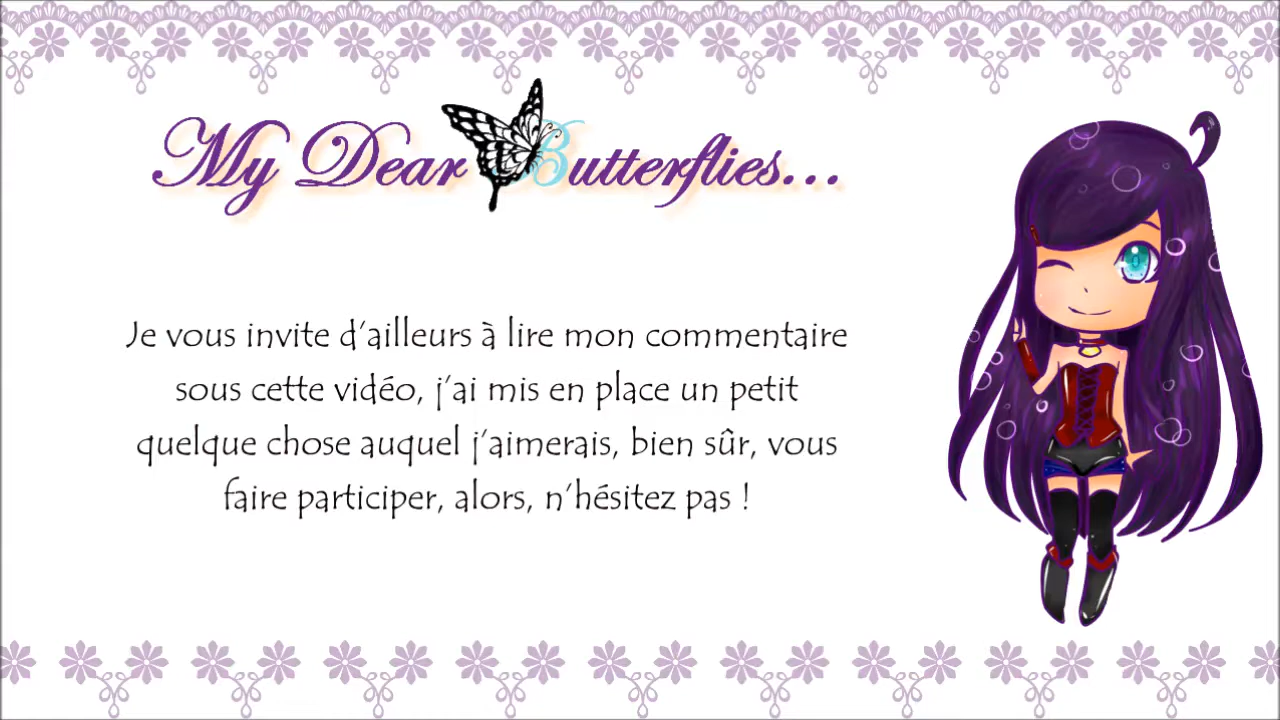 My Dear Butterflies...
Je vous invite d'ailleurs à lire mon commentaire
sous cette vidéo, j'ai mis en place un petit
quelque chose auquel j'aimerais, bien sûr, vous
faire participer, alors, n'hésitez pas !